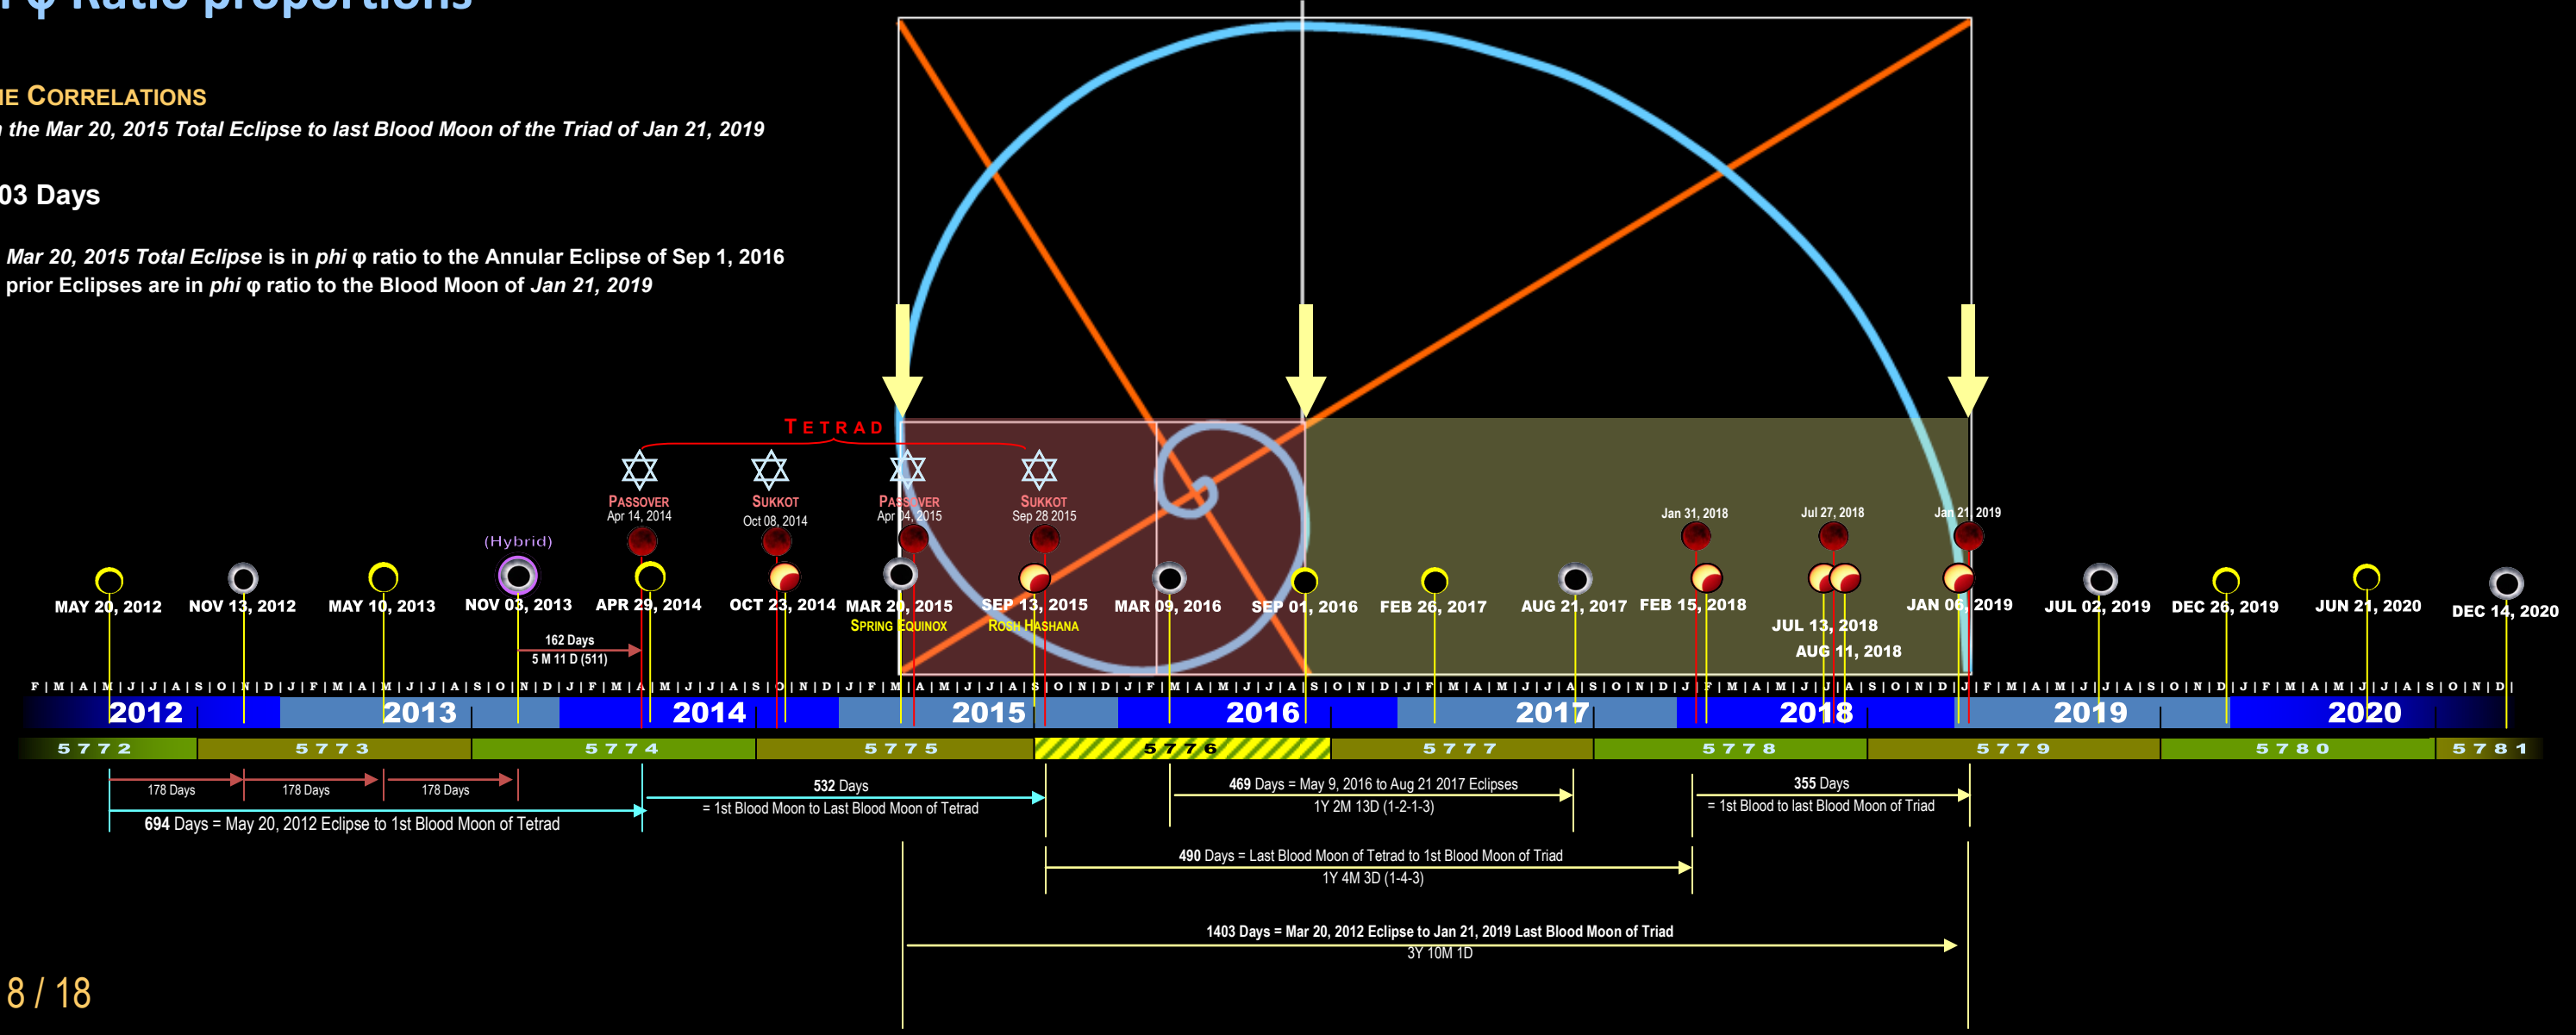 φ Ratio proportions
CORRELATIONS
the Mar 20, 2015 Total Eclipse to last Blood Moon of the Triad of Jan 21, 2019
03 Days
Mar 20, 2015 Total Eclipse is in phi φ ratio to the Annular Eclipse of Sep 1, 2016
prior Eclipses are in phi φ ratio to the Blood Moon of Jan 21, 2019
TETRAD
PASSOVER
Apr 14, 2014
SUKKOT
Oct 08, 2014
PASSOVER
Apr 04, 2015
SUKKOT
Sep 28 2015
Jan 31, 2018
Jul 27, 2018
Jan 21, 2019
(Hybrid)
MAY 20, 2012
NOV 13, 2012
MAY 10, 2013
NOV 03, 2013
APR 29, 2014
OCT 23, 2014
MAR 20, 2015
SPRING EQUINOX
SEP 13, 2015
ROSH HASHANA
MAR 09, 2016
SEP 01, 2016
FEB 26, 2017
AUG 21, 2017
FEB 15, 2018
JUL 13, 2018
AUG 11, 2018
JAN 06, 2019
JUL 02, 2019
DEC 26, 2019
JUN 21, 2020
DEC 14, 2020
162 Days
5 M 11 D (511)
F | M | A | M | J | J | A | S | O | N | D | J | F | M | A | M | J | J | A | S | O | N | D | J | F | M | A | M | J | J | A | S | O | N | D | J | F | M | A | M | J | J | A | S | O | N | D | J | F | M | A | M | J | J | A | S | O | N | D | J | F | M | A | M | J | J | A | S | O | N | D | J | F | M | A | M | J | J | A | S | O | N | D | J | F | M | A | M | J | J | A | S | O | N | D | J | F | M | A | M | J | J | A | S | O | N | D |
2012 2013 2014 2015 2016 2017 2018 2019 2020
5772 5773 5774 5775 5776 5777 5778 5779 5780 5781
178 Days
178 Days
178 Days
694 Days = May 20, 2012 Eclipse to 1st Blood Moon of Tetrad
532 Days
= 1st Blood Moon to Last Blood Moon of Tetrad
469 Days = May 9, 2016 to Aug 21 2017 Eclipses
1Y 2M 13D (1-2-1-3)
355 Days
= 1st Blood to last Blood Moon of Triad
490 Days = Last Blood Moon of Tetrad to 1st Blood Moon of Triad
1Y 4M 3D (1-4-3)
1403 Days = Mar 20, 2012 Eclipse to Jan 21, 2019 Last Blood Moon of Triad
3Y 10M 1D
8 / 18